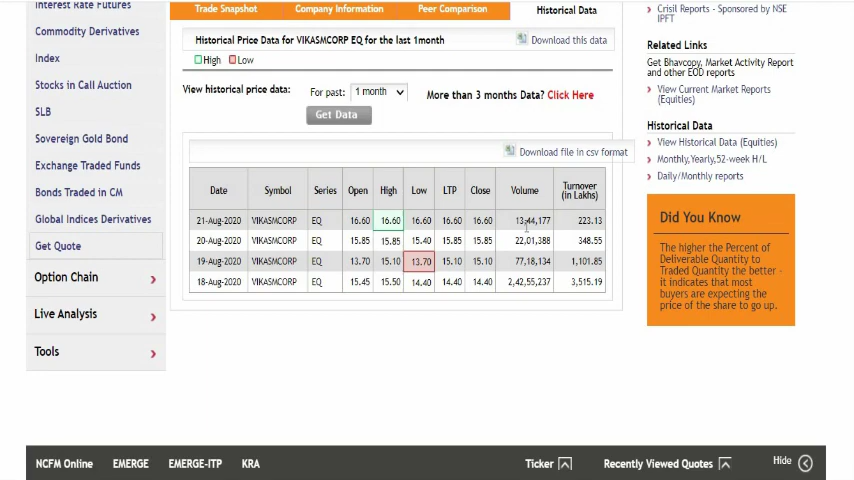 Interest Rate Futures
Commodity Derivatives
Index
Stocks in Call Auction
SLB
Sovereign Gold Bond
Exchange Traded Funds
Bonds Traded in CM
Global Indices Derivatives
Get Quote
Option Chain
Live Analysis
Tools
Trade Snapshot Company Information Peer Comparison Historical Data
Historical Price Data for VIKASMCORP EQ for the last 1month Download this data
High Low
View historical price data: For past: 1 month More than 3 months Data? Click Here
Get Data
Download file in csv format
Date Symbol Series Open High Low LTP Close Volume Turnover (in Lakhs)
21-Aug-2020 VIKASMCORP EQ 16.60 16.60 16.60 16.60 16.60 13,44,177 223.13
20-Aug-2020 VIKASMCORP EQ 15.85 15.85 15.40 15.85 15.85 22,01,388 348.55
19-Aug-2020 VIKASMCORP EQ 13.70 15.10 13.70 15.10 15.10 77,18,134 1,101.85
18-Aug-2020 VIKASMCORP EQ 15.45 15.50 14.40 14.40 14.40 2,42,55,237 3,515.19
Crisil Reports - Sponsored by NSE
IPFT
Related Links
Get Bhavcopy, Market Activity Report
and other EOD reports
View Current Market Reports
(Equities)
Historical Data
View Historical Data (Equities)
Monthly,Yearly,52-week H/L
Daily/Monthly reports
Did You Know
The higher the Percent of
Deliverable Quantity to
Traded Quantity the better -
it indicates that most
buyers are expecting the
price of the share to go up.
NCFM Online EMERGE EMERGE-ITP KRA Ticker Recently Viewed Quotes Hide